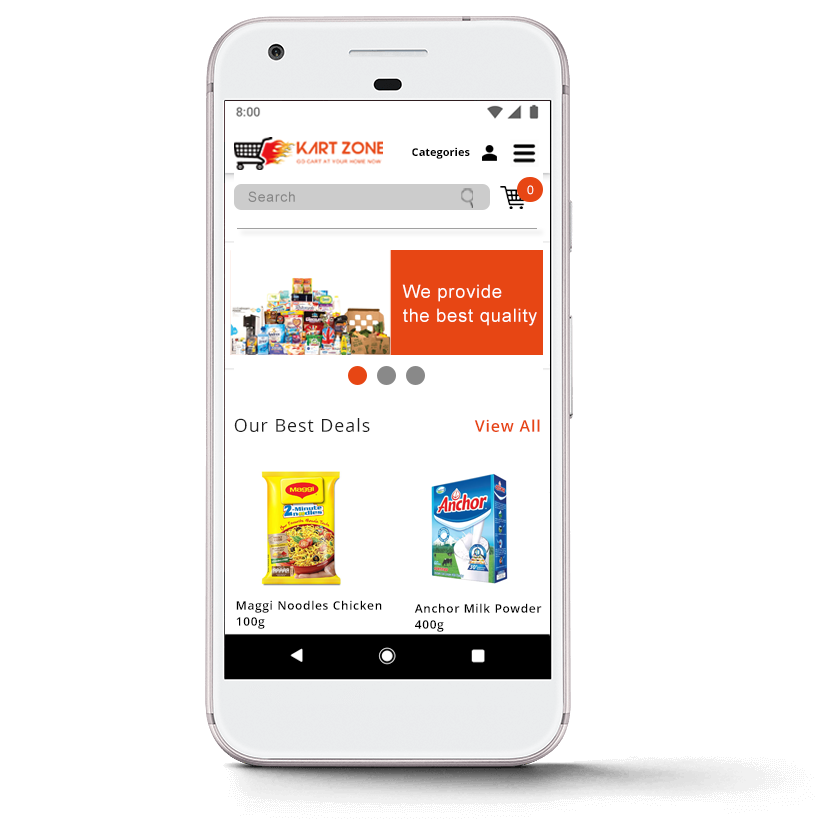 8:00
KART ZONE
GO CART AT YOUR HOME NOW
Categories
Search
0
We provide
the best quality
Our Best Deals
View All
Maggi
2-Minute
noodles
Anchor
Maggi Noodles Chicken
100g
Anchor Milk Powder
400g